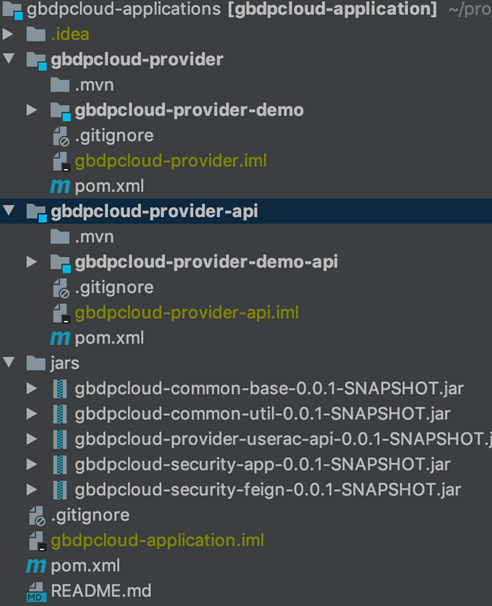 gbdpcloud-applications [gbdpcloud-application] ~/pro
.idea
gbdpcloud-provider
.mvn
gbdpcloud-provider-demo
.gitignore
gbdpcloud-provider.iml
m pom.xml
gbdpcloud-provider-api
.mvn
gbdpcloud-provider-demo-api
.gitignore
gbdpcloud-provider-api.iml
m pom.xml
jars
gbdpcloud-common-base-0.0.1-SNAPSHOT.jar
gbdpcloud-common-util-0.0.1-SNAPSHOT.jar
gbdpcloud-provider-userac-api-0.0.1-SNAPSHOT.j
gbdpcloud-security-app-0.0.1-SNAPSHOT.jar
gbdpcloud-security-feign-0.0.1-SNAPSHOT.jar
.gitignore
gbdpcloud-application.iml
m pom.xml
MD README.md